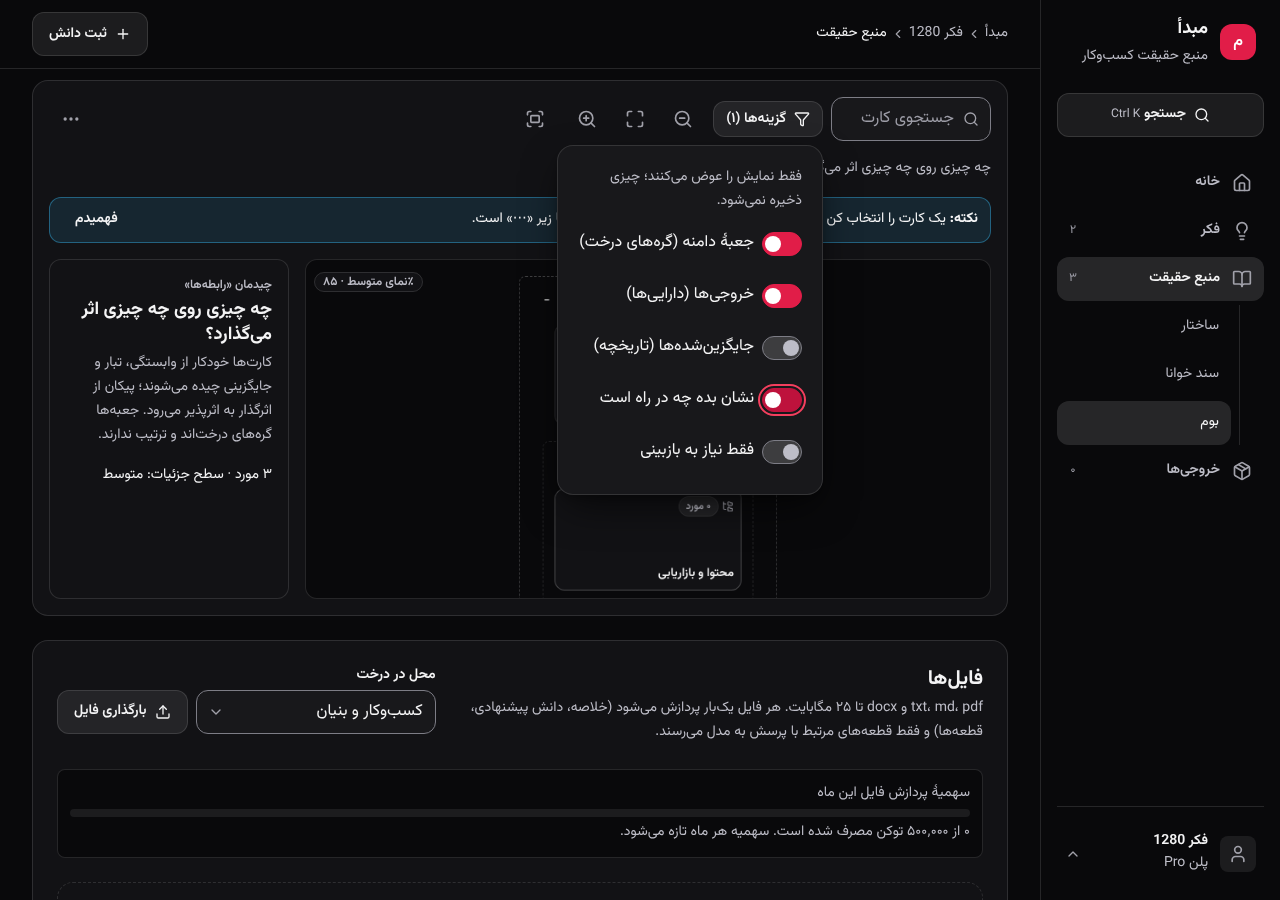 مبدأ
منبع حقیقت کسب‌وکار
م
جستجو Ctrl K
خانه
فکر ۲
منبع حقیقت ۳
ساختار
سند خوانا
بوم
خروجی‌ها ۰
فکر 1280
پلن Pro
مبدأ › فکر 1280 › منبع حقیقت
ثبت دانش
جستجوی کارت
گزینه‌ها (۱)
چه چیزی روی چه چیزی اثر
نکته: یک کارت را انتخاب کن
زیر «⋯» است.
فهمیدم
فقط نمایش را عوض می‌کنند؛ چیزی
ذخیره نمی‌شود.
جعبهٔ دامنه (گره‌های درخت)
خروجی‌ها (دارایی‌ها)
جایگزین‌شده‌ها (تاریخچه)
نشان بده چه در راه است
فقط نیاز به بازبینی
٪نمای متوسط · ۸۵
۰ مورد
محتوا و بازاریابی
چیدمان «رابطه‌ها»
چه چیزی روی چه چیزی اثر
می‌گذارد؟
کارت‌ها خودکار از وابستگی، تبار و
جایگزینی چیده می‌شوند؛ پیکان از
اثرگذار به اثرپذیر می‌رود. جعبه‌ها
گره‌های درخت‌اند و ترتیب ندارند.
۳ مورد · سطح جزئیات: متوسط
فایل‌ها
txt، md، pdf و docx تا ۲۵ مگابایت. هر فایل یک‌بار پردازش می‌شود (خلاصه، دانش پیشنهادی،
قطعه‌ها) و فقط قطعه‌های مرتبط با پرسش به مدل می‌رسند.
محل در درخت
کسب‌وکار و بنیان
بارگذاری فایل
سهمیهٔ پردازش فایل این ماه
۰ از ۵۰۰٬۰۰۰ توکن مصرف شده است. سهمیه هر ماه تازه می‌شود.